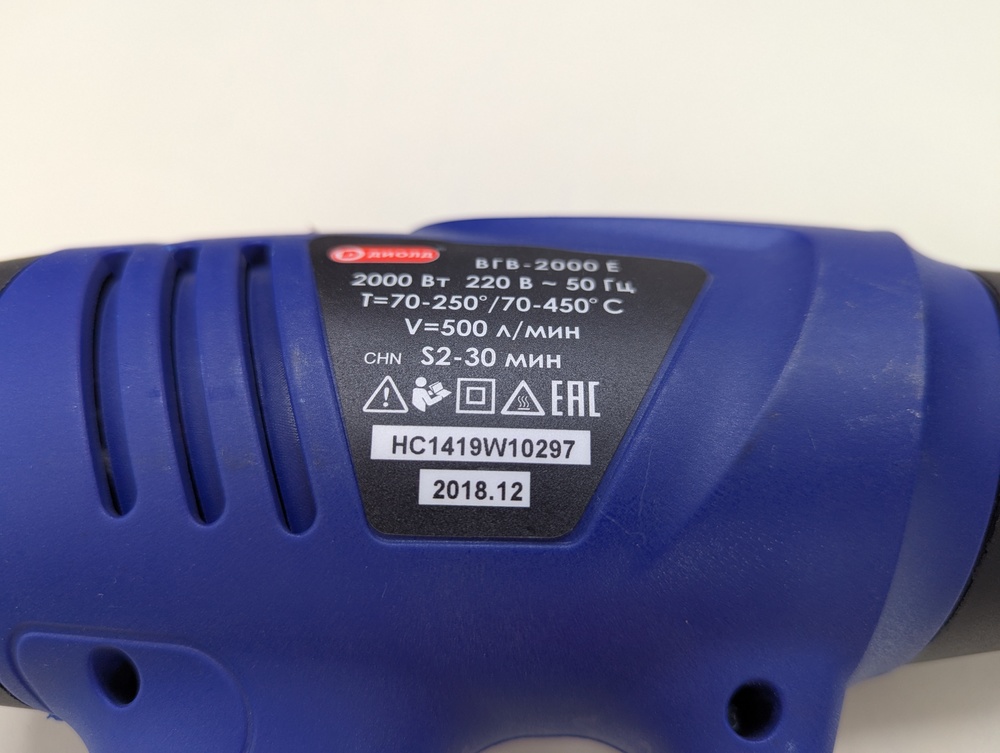 ДИОЛД
ВГВ-2000 Е
2000 Вт 220 В ~ 50 Гц
T=70-250°/70-450° C
V=500 л/мин
CHN S2-30 мин
EAC
HC1419W10297
2018.12